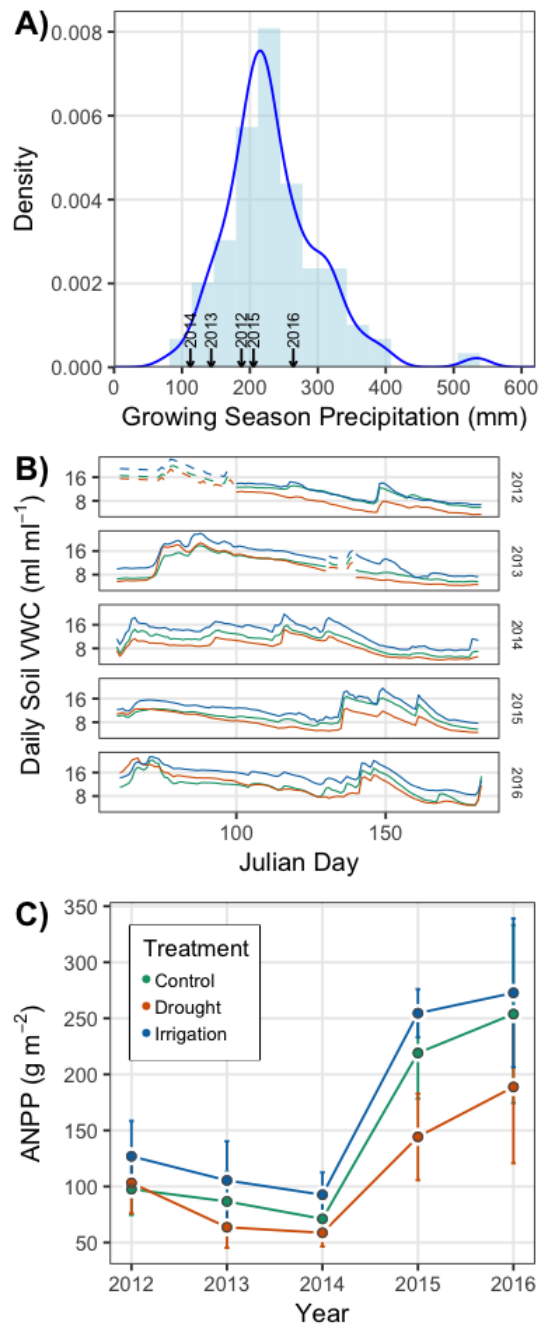 A)
0.008
0.006
0.004
0.002
0.000
Density
2014
2013
2012
2015
2016
0 100 200 300 400 500 600
Growing Season Precipitation (mm)
B)
Daily Soil VWC (ml ml⁻¹)
16
8
2012
16
8
2013
16
8
2014
16
8
2015
16
8
2016
100 150
Julian Day
C)
350
300
250
200
150
100
50
ANPP (g m⁻²)
Treatment
Control
Drought
Irrigation
2012 2013 2014 2015 2016
Year